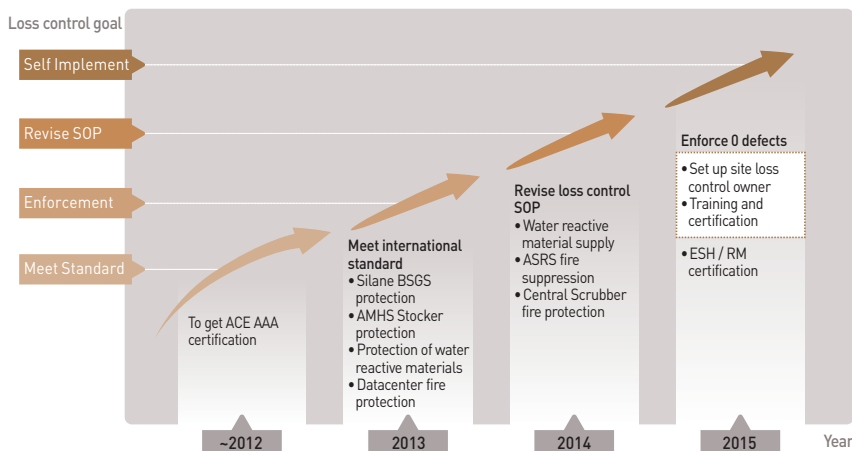 Loss control goal
Self Implement
Revise SOP
Enforcement
Meet Standard
To get ACE AAA
certification
Meet international
standard
• Silane BSGS
protection
• AMHS Stocker
protection
• Protection of water
reactive materials
• Datacenter fire
protection
Revise loss control
SOP
• Water reactive
material supply
• ASRS fire
suppression
• Central Scrubber
fire protection
Enforce 0 defects
• Set up site loss
control owner
• Training and
certification
• ESH / RM
certification
~2012
2013
2014
2015
Year